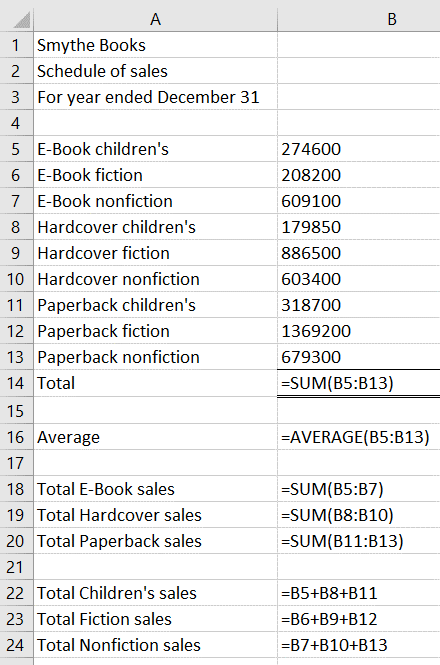 A B
1 Smythe Books
2 Schedule of sales
3 For year ended December 31
4
5 E-Book children's 274600
6 E-Book fiction 208200
7 E-Book nonfiction 609100
8 Hardcover children's 179850
9 Hardcover fiction 886500
10 Hardcover nonfiction 603400
11 Paperback children's 318700
12 Paperback fiction 1369200
13 Paperback nonfiction 679300
14 Total =SUM(B5:B13)
15
16 Average =AVERAGE(B5:B13)
17
18 Total E-Book sales =SUM(B5:B7)
19 Total Hardcover sales =SUM(B8:B10)
20 Total Paperback sales =SUM(B11:B13)
21
22 Total Children's sales =B5+B8+B11
23 Total Fiction sales =B6+B9+B12
24 Total Nonfiction sales =B7+B10+B13